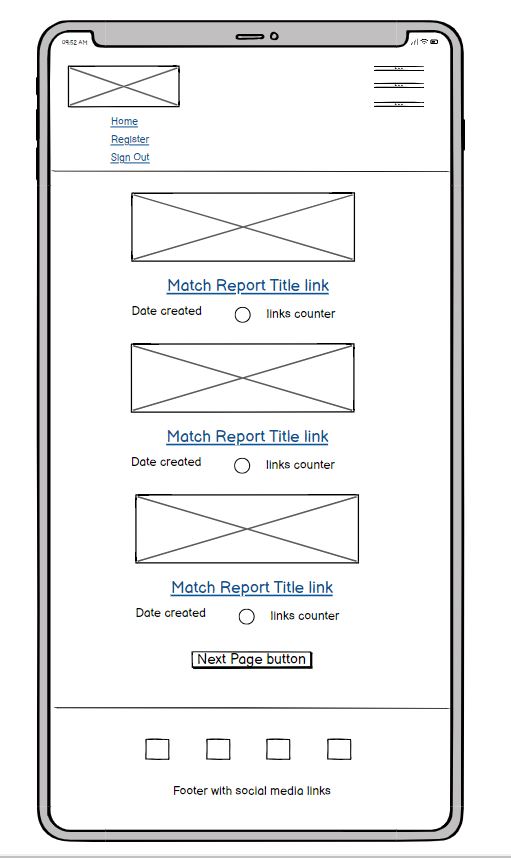 09:52 AM
Home
Register
Sign Out
Match Report Title link
Date created links counter
Match Report Title link
Date created links counter
Match Report Title link
Date created links counter
Next Page button
Footer with social media links